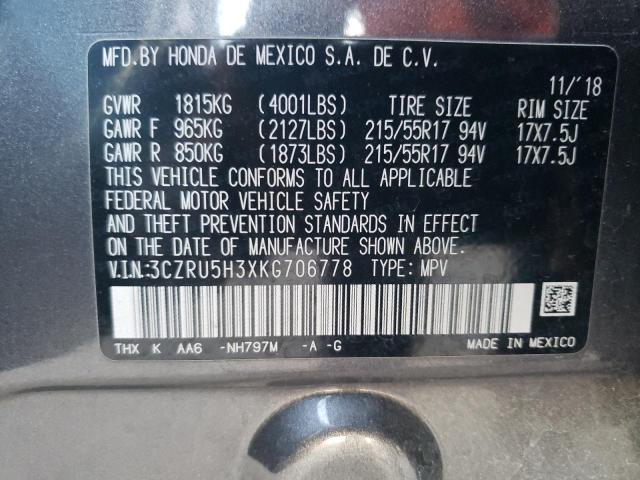 MFD.BY HONDA DE MEXICO S.A. DE C.V.
11/'18
GVWR 1815KG (4001LBS) TIRE SIZE RIM SIZE
GAWR F 965KG (2127LBS) 215/55R17 94V 17X7.5J
GAWR R 850KG (1873LBS) 215/55R17 94V 17X7.5J
THIS VEHICLE CONFORMS TO ALL APPLICABLE
FEDERAL MOTOR VEHICLE SAFETY
AND THEFT PREVENTION STANDARDS IN EFFECT
ON THE DATE OF MANUFACTURE SHOWN ABOVE.
V.I.N:3CZRU5H3XKG706778 TYPE: MPV
THX K AA6 -NH797M -A -G MADE IN MEXICO